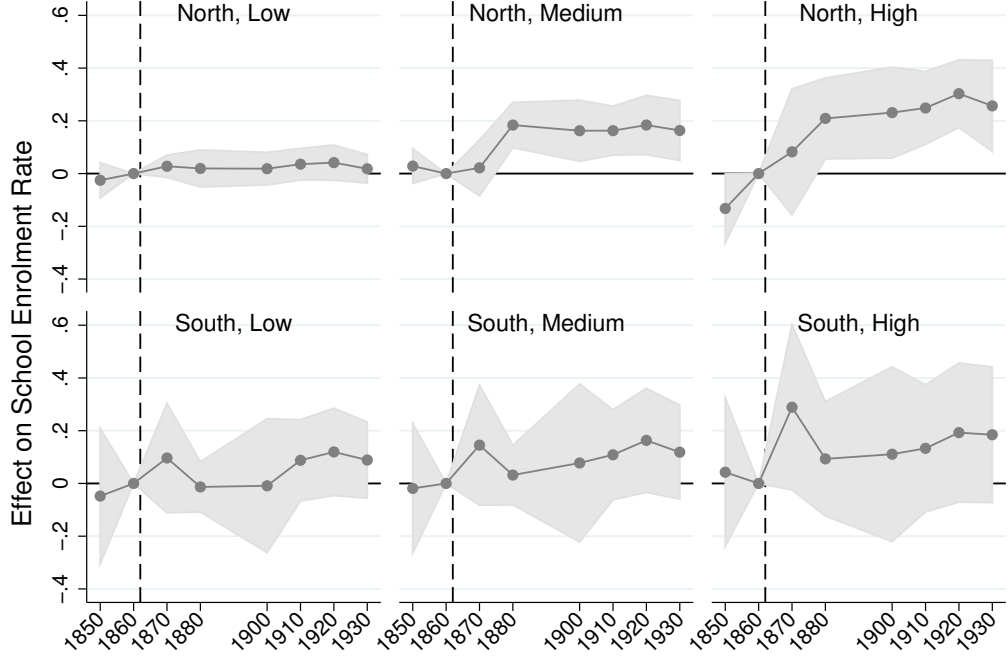 Effect on School Enrolment Rate
North, Low
North, Medium
North, High
.6
.4
.2
0
-.2
-.4
South, Low
South, Medium
South, High
.6
.4
.2
0
-.2
-.4
1850 1860 1870 1880 1900 1910 1920 1930
1850 1860 1870 1880 1900 1910 1920 1930
1850 1860 1870 1880 1900 1910 1920 1930